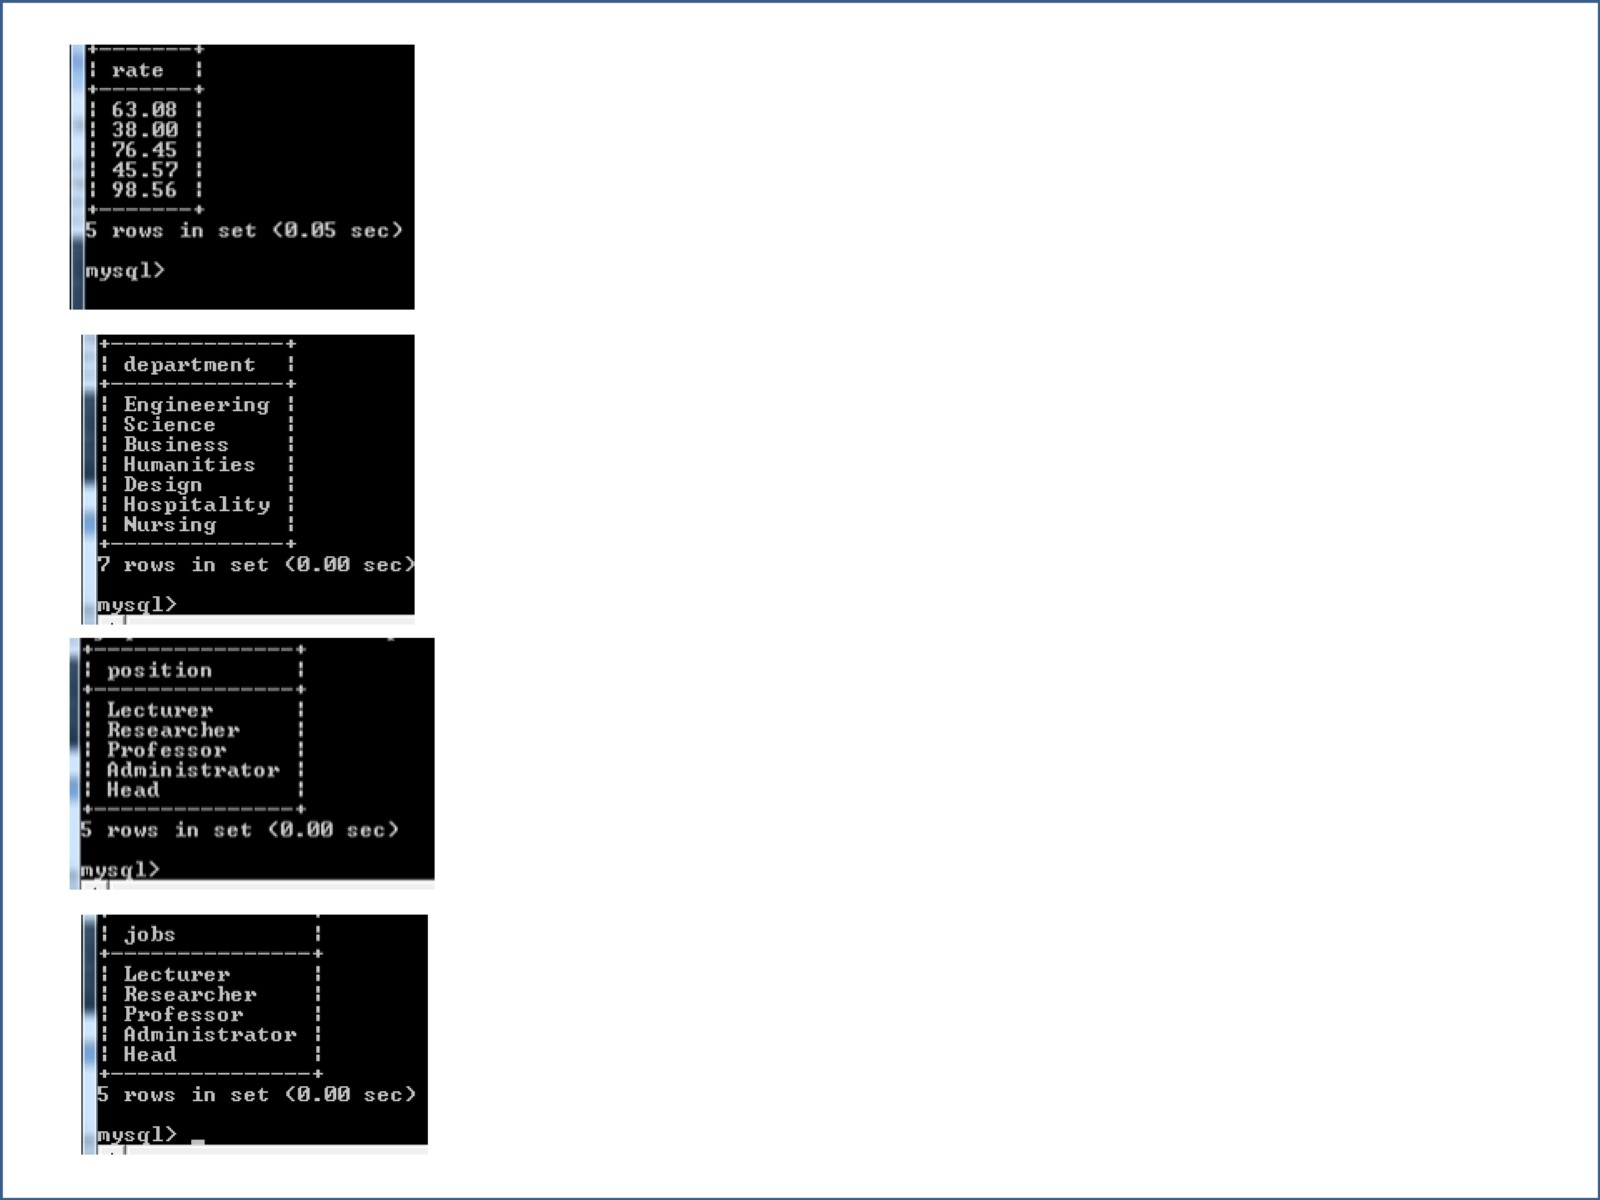 +-------+
| rate  |
+-------+
| 63.08 |
| 38.00 |
| 76.45 |
| 45.57 |
| 98.56 |
+-------+
5 rows in set (0.05 sec)
mysql>
+-------------+
| department  |
+-------------+
| Engineering |
| Science     |
| Business    |
| Humanities  |
| Design      |
| Hospitality |
| Nursing     |
+-------------+
7 rows in set (0.00 sec)
mysql>
+---------------+
| position      |
+---------------+
| Lecturer      |
| Researcher    |
| Professor     |
| Administrator |
| Head          |
+---------------+
5 rows in set (0.00 sec)
mysql>
| jobs          |
+---------------+
| Lecturer      |
| Researcher    |
| Professor     |
| Administrator |
| Head          |
+---------------+
5 rows in set (0.00 sec)
mysql> _